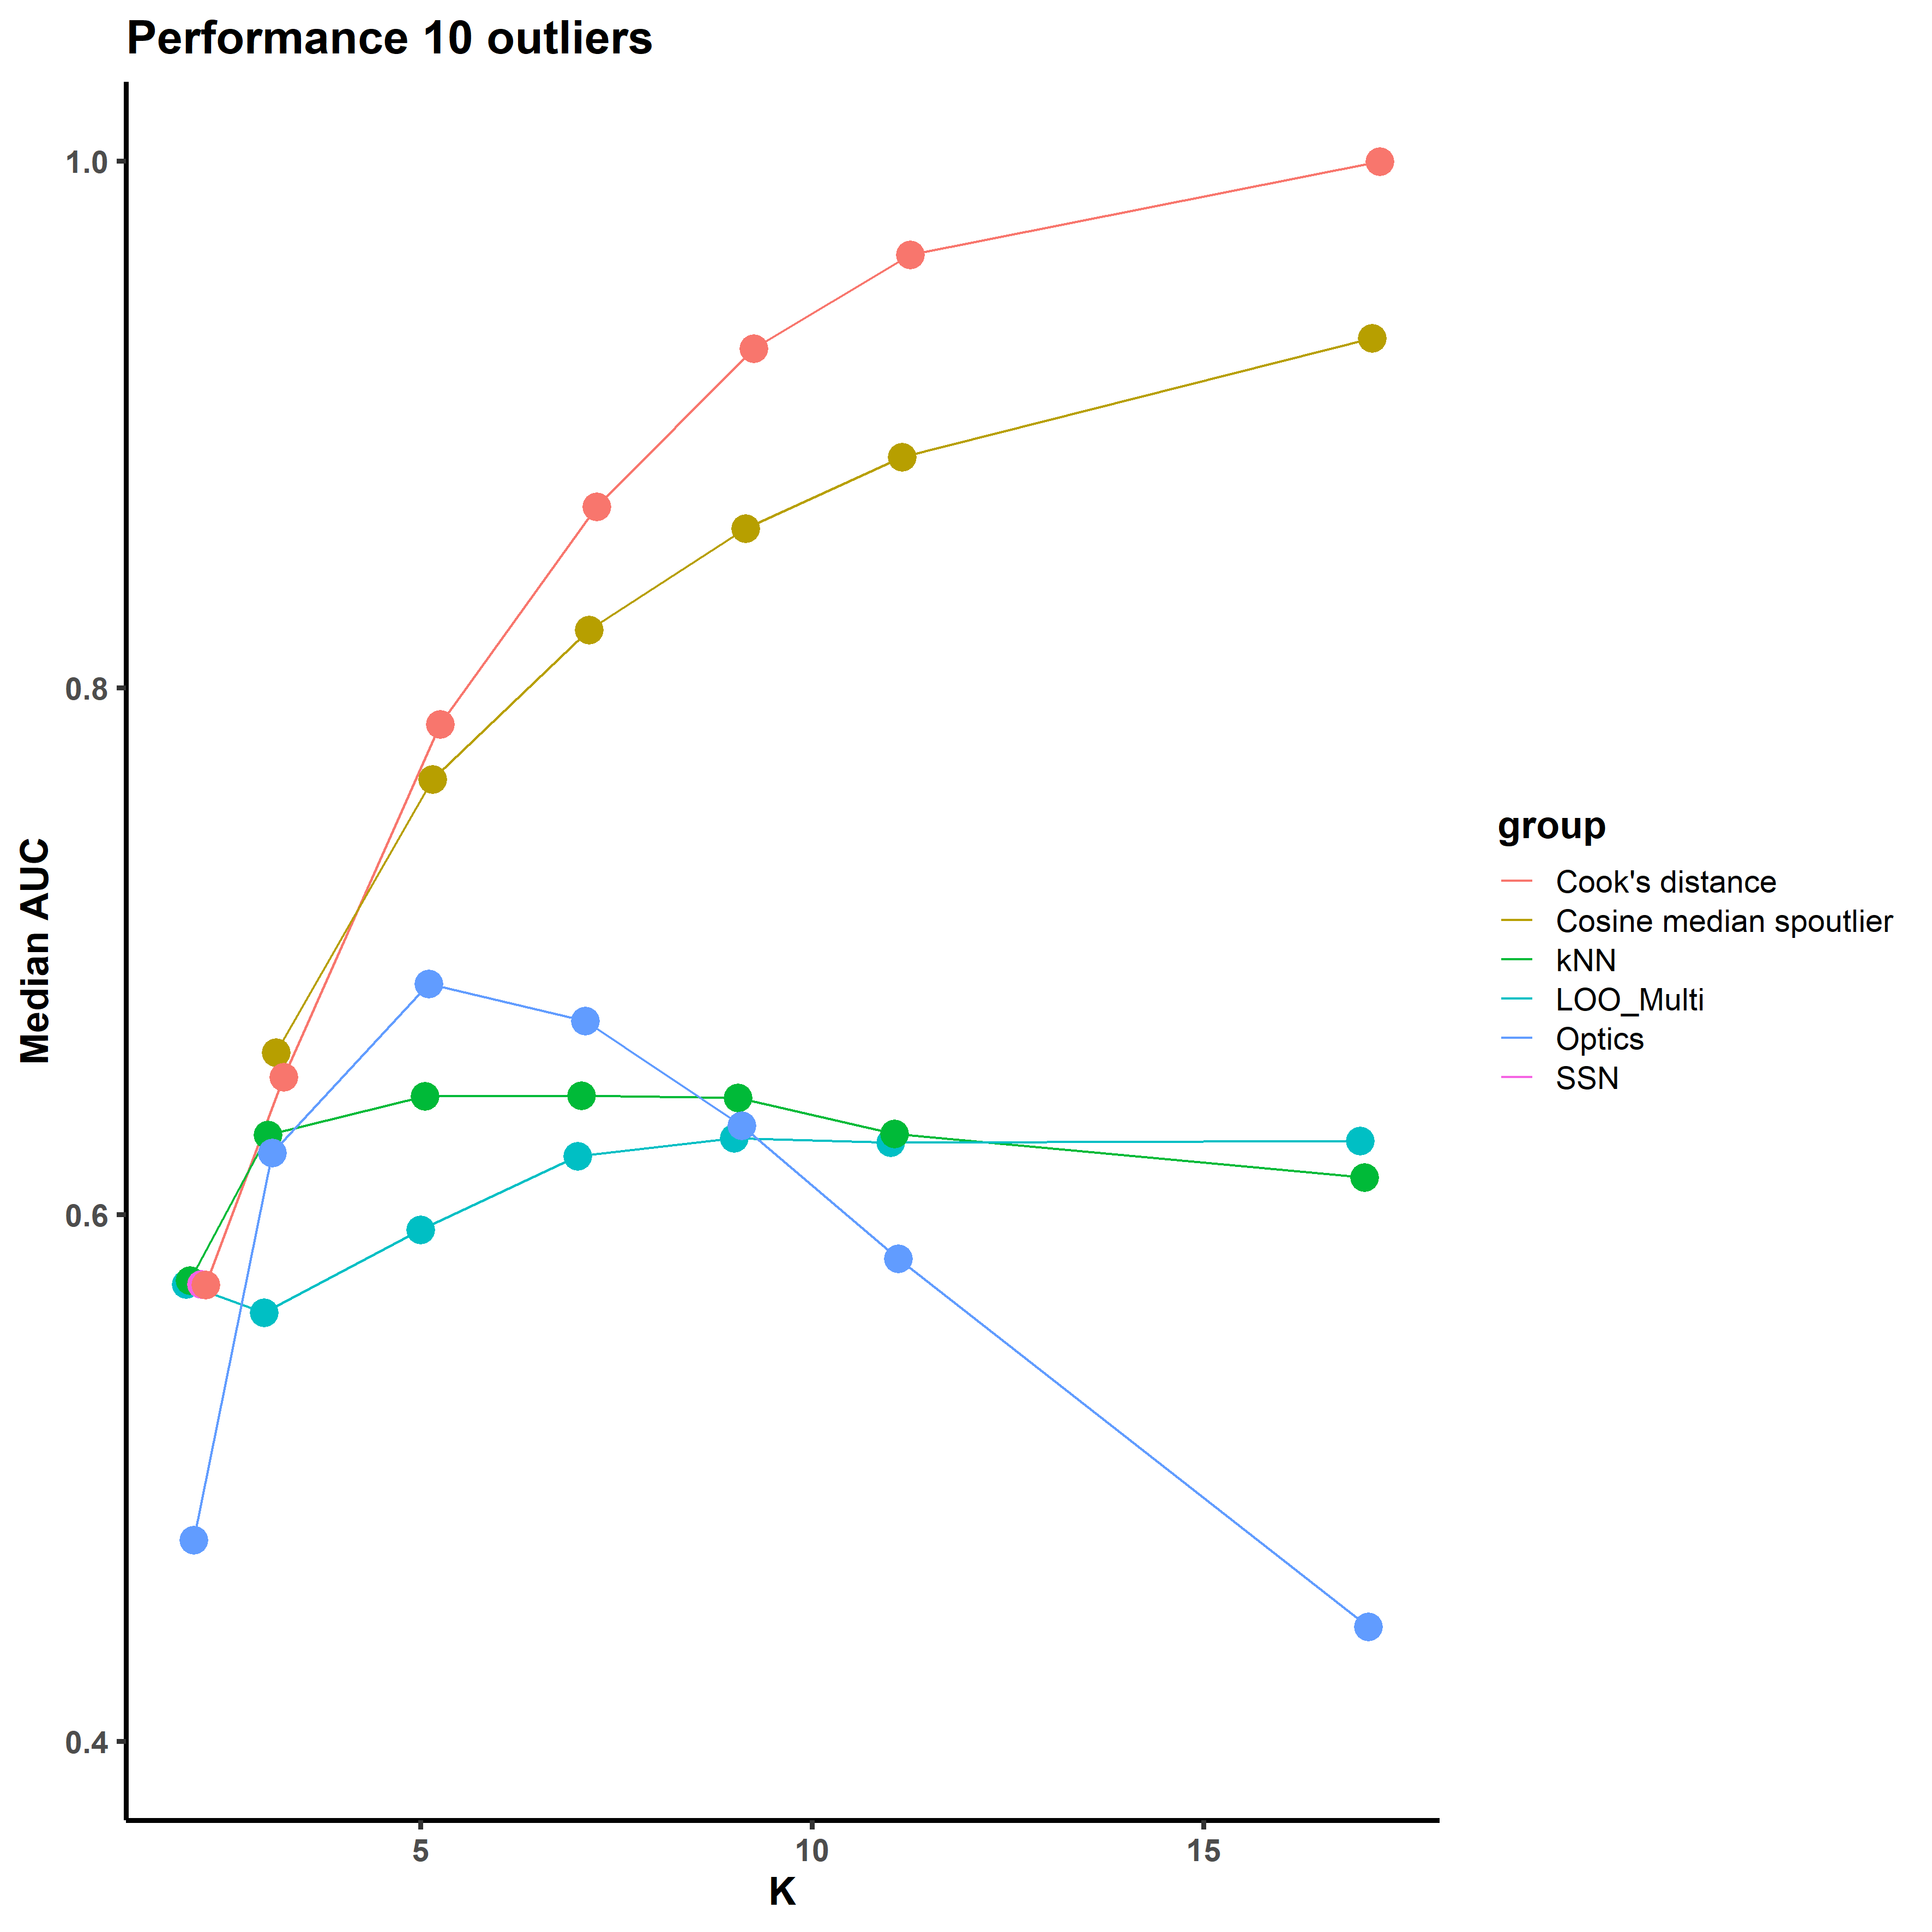 Performance 10 outliers
1.0
0.8
0.6
0.4
Median AUC
5 10 15
K
group
Cook's distance
Cosine median spoutlier
kNN
LOO_Multi
Optics
SSN